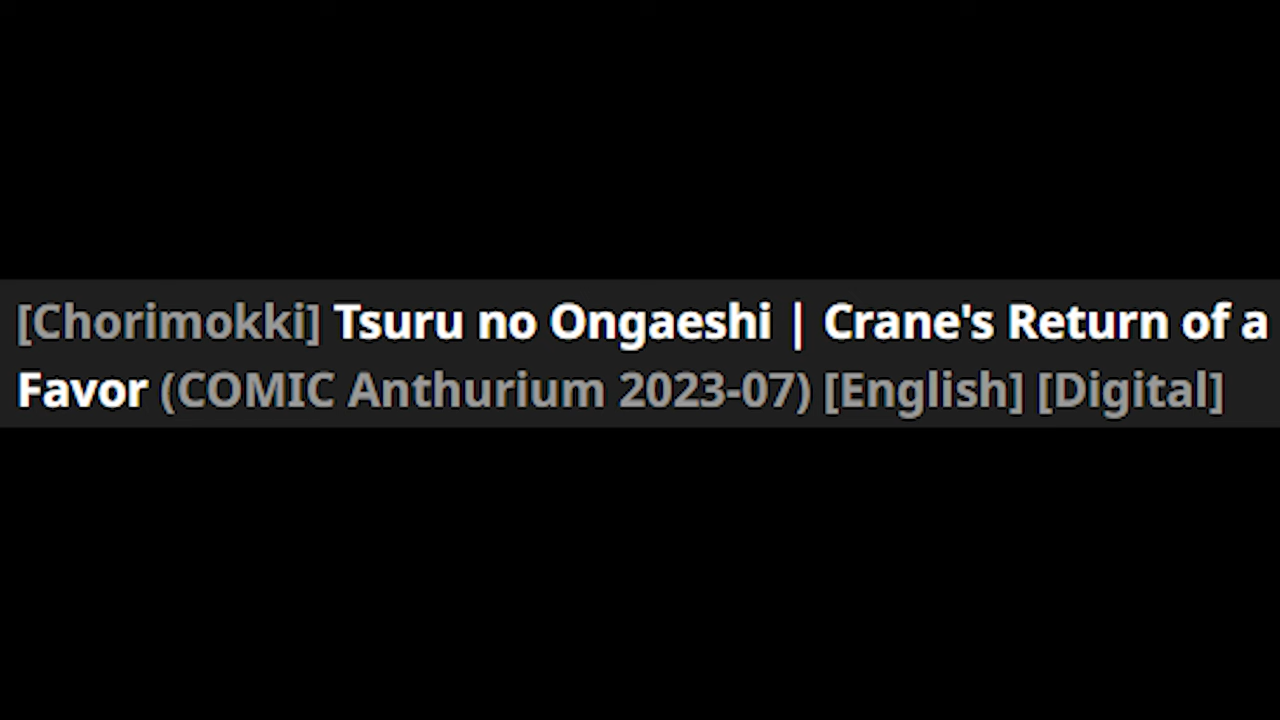 [Chorimokki] Tsuru no Ongaeshi | Crane's Return of a
Favor (COMIC Anthurium 2023-07) [English] [Digital]